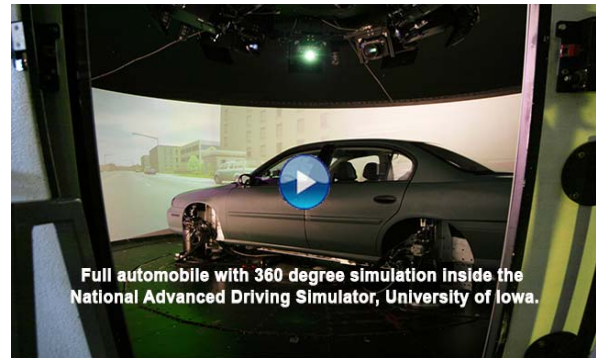 Full automobile with 360 degree simulation inside the
National Advanced Driving Simulator, University of Iowa.